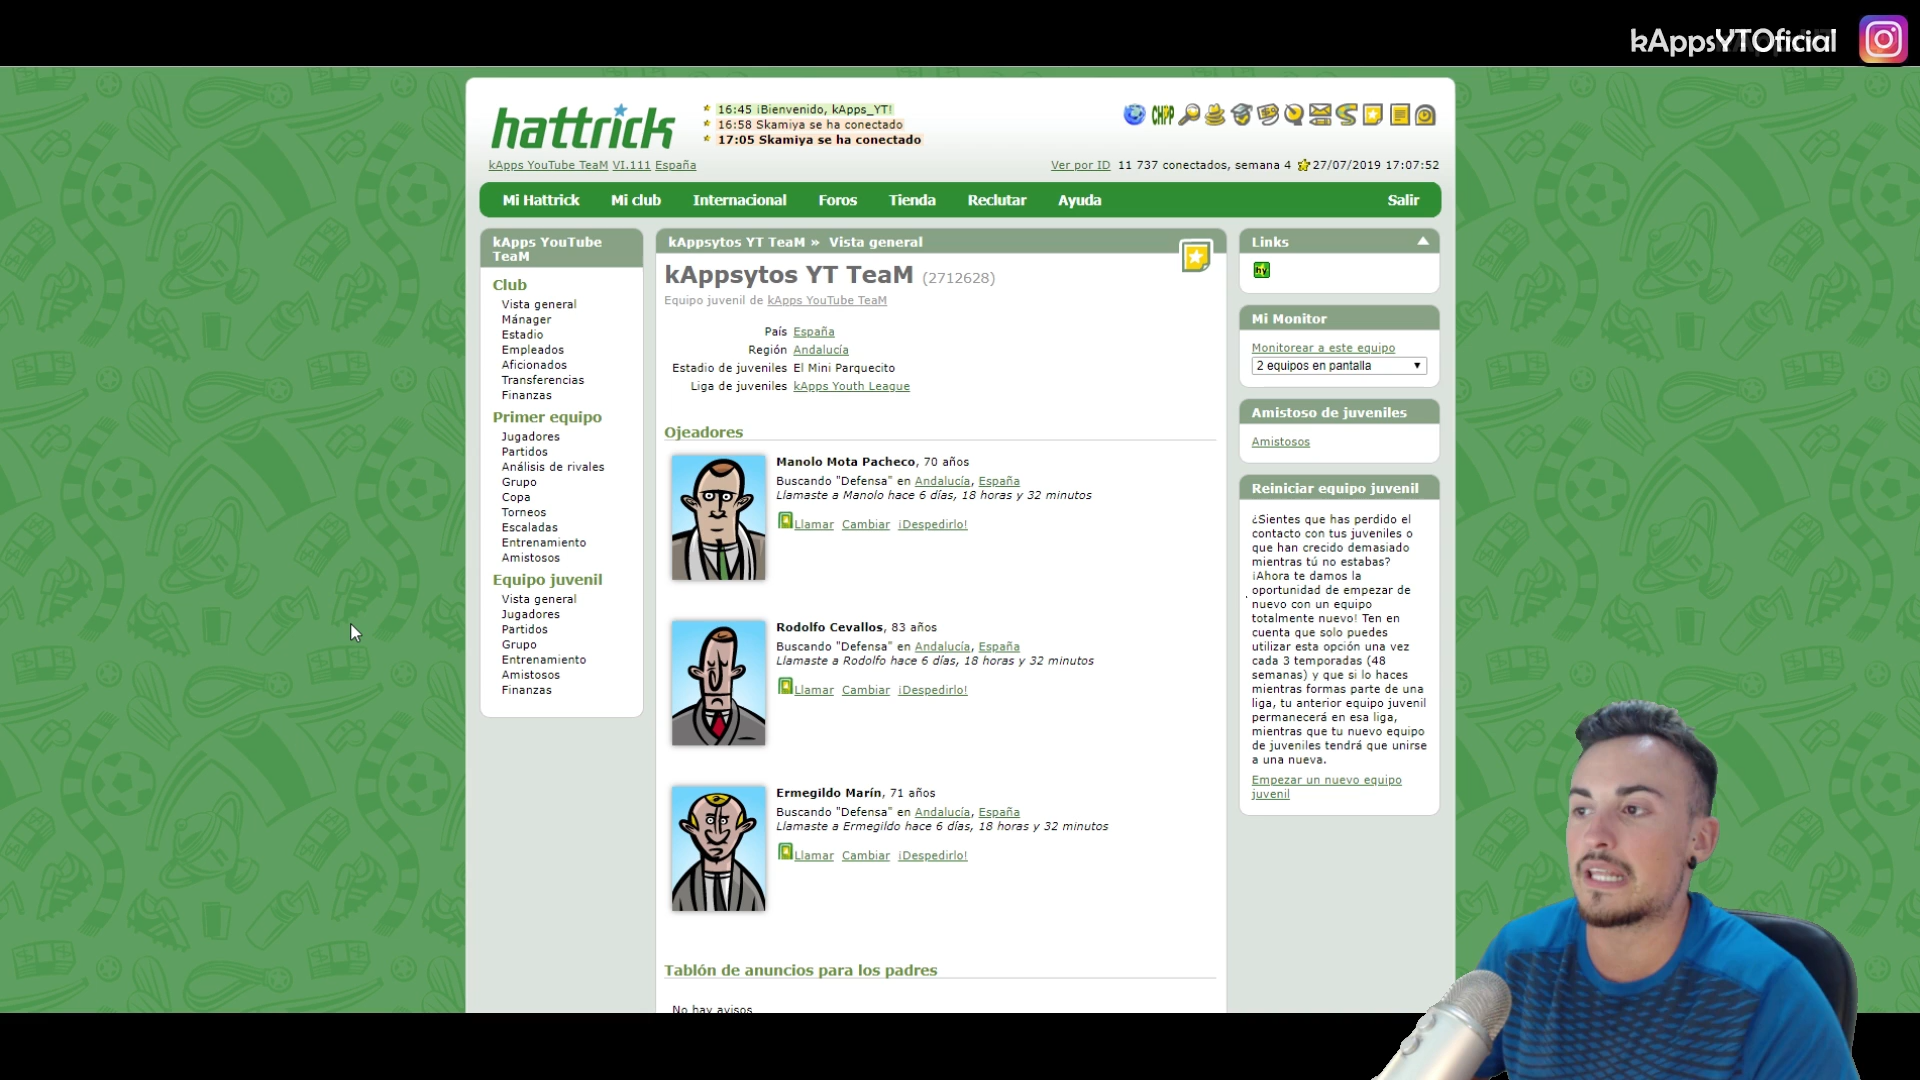 kAppsYTOficial
hattrick
16:45 ¡Bienvenido, kApps_YT!
16:58 Skamiya se ha conectado
17:05 Skamiya se ha conectado
CHPP
kApps YouTube TeaM VI.111 España
Ver por ID 11 737 conectados, semana 4 27/07/2019 17:07:52
Mi Hattrick Mi club Internacional Foros Tienda Reclutar Ayuda Salir
kApps YouTube
TeaM
Club
Vista general
Mánager
Estadio
Empleados
Aficionados
Transferencias
Finanzas
Primer equipo
Jugadores
Partidos
Análisis de rivales
Grupo
Copa
Torneos
Escaladas
Entrenamiento
Amistosos
Equipo juvenil
Vista general
Jugadores
Partidos
Grupo
Entrenamiento
Amistosos
Finanzas
kAppsytos YT TeaM » Vista general
kAppsytos YT TeaM (2712628)
Equipo juvenil de kApps YouTube TeaM
País España
Región Andalucía
Estadio de juveniles El Mini Parquecito
Liga de juveniles kApps Youth League
Ojeadores
Manolo Mota Pacheco, 70 años
Buscando "Defensa" en Andalucía, España
Llamaste a Manolo hace 6 días, 18 horas y 32 minutos
Llamar Cambiar ¡Despedirlo!
Rodolfo Cevallos, 83 años
Buscando "Defensa" en Andalucía, España
Llamaste a Rodolfo hace 6 días, 18 horas y 32 minutos
Llamar Cambiar ¡Despedirlo!
Ermegildo Marín, 71 años
Buscando "Defensa" en Andalucía, España
Llamaste a Ermegildo hace 6 días, 18 horas y 32 minutos
Llamar Cambiar ¡Despedirlo!
Tablón de anuncios para los padres
No hay avisos
Links
hy
Mi Monitor
Monitorear a este equipo
2 equipos en pantalla
Amistoso de juveniles
Amistosos
Reiniciar equipo juvenil
¿Sientes que has perdido el
contacto con tus juveniles o
que han crecido demasiado
mientras tú no estabas?
¡Ahora te damos la
oportunidad de empezar de
nuevo con un equipo
totalmente nuevo! Ten en
cuenta que solo puedes
utilizar esta opción una vez
cada 3 temporadas (48
semanas) y que si lo haces
mientras formas parte de una
liga, tu anterior equipo juvenil
permanecerá en esa liga,
mientras que tu nuevo equipo
de juveniles tendrá que unirse
a una nueva.
Empezar un nuevo equipo
juvenil